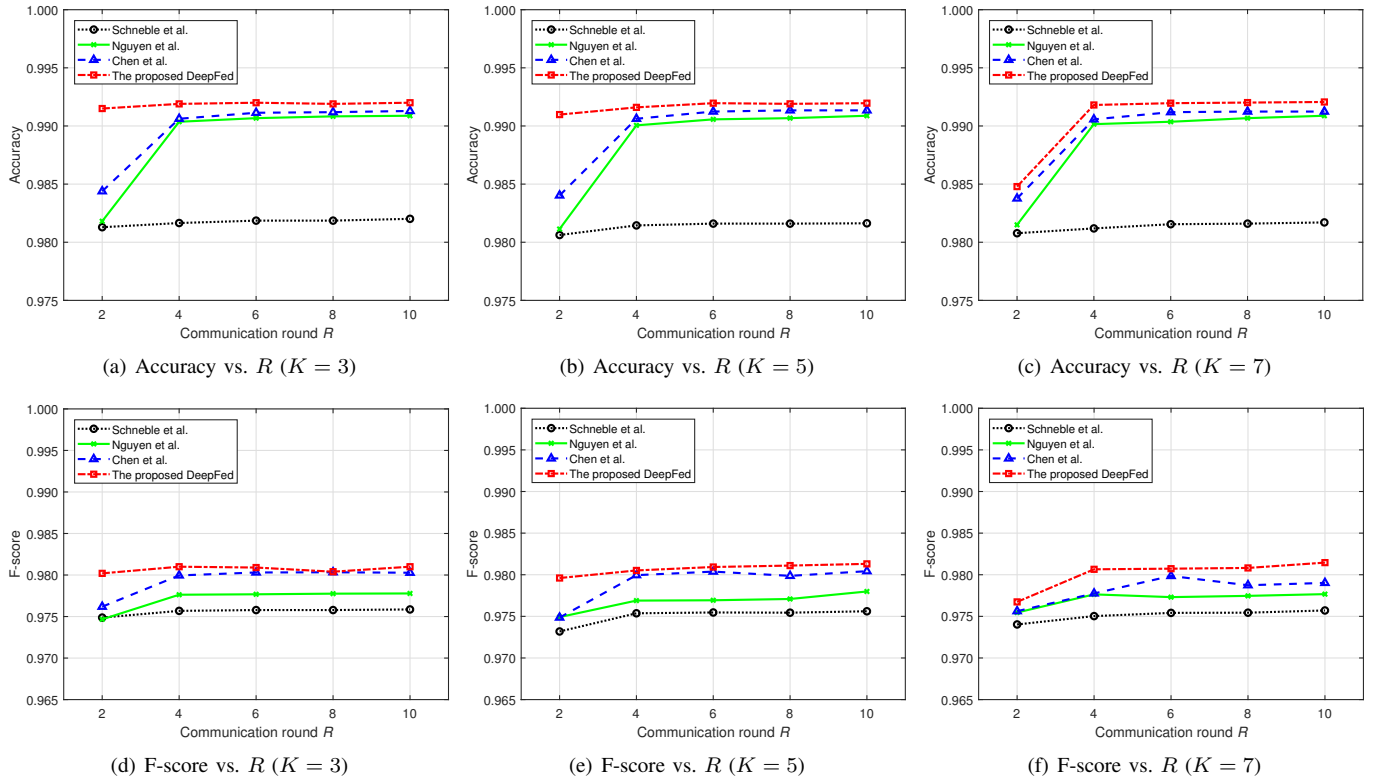 1.000
0.995
0.990
0.985
0.980
0.975
Accuracy
Schneble et al.
Nguyen et al.
Chen et al.
The proposed DeepFed
2 4 6 8 10
Communication round R
(a) Accuracy vs. R (K = 3)
1.000
0.995
0.990
0.985
0.980
0.975
Accuracy
Schneble et al.
Nguyen et al.
Chen et al.
The proposed DeepFed
2 4 6 8 10
Communication round R
(b) Accuracy vs. R (K = 5)
1.000
0.995
0.990
0.985
0.980
0.975
Accuracy
Schneble et al.
Nguyen et al.
Chen et al.
The proposed DeepFed
2 4 6 8 10
Communication round R
(c) Accuracy vs. R (K = 7)
1.000
0.995
0.990
0.985
0.980
0.975
0.970
0.965
F-score
Schneble et al.
Nguyen et al.
Chen et al.
The proposed DeepFed
2 4 6 8 10
Communication round R
(d) F-score vs. R (K = 3)
1.000
0.995
0.990
0.985
0.980
0.975
0.970
0.965
F-score
Schneble et al.
Nguyen et al.
Chen et al.
The proposed DeepFed
2 4 6 8 10
Communication round R
(e) F-score vs. R (K = 5)
1.000
0.995
0.990
0.985
0.980
0.975
0.970
0.965
F-score
Schneble et al.
Nguyen et al.
Chen et al.
The proposed DeepFed
2 4 6 8 10
Communication round R
(f) F-score vs. R (K = 7)